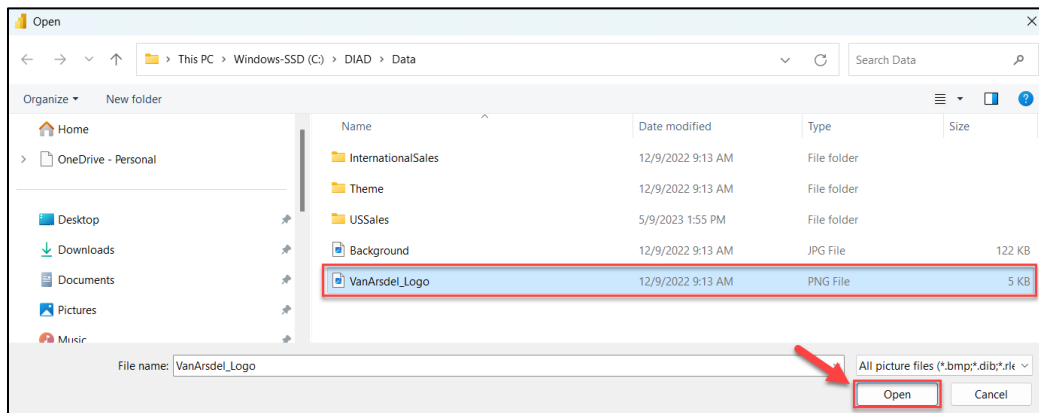 Open
This PC > Windows-SSD (C:) > DIAD > Data
Search Data
Organize
New folder
Home
OneDrive - Personal
Desktop
Downloads
Documents
Pictures
Music
Name Date modified Type Size
InternationalSales 12/9/2022 9:13 AM File folder
Theme 12/9/2022 9:13 AM File folder
USSales 5/9/2023 1:55 PM File folder
Background 12/9/2022 9:13 AM JPG File 122 KB
VanArsdel_Logo 12/9/2022 9:13 AM PNG File 5 KB
File name: VanArsdel_Logo
All picture files (*.bmp;*.dib;*.rle
Open Cancel